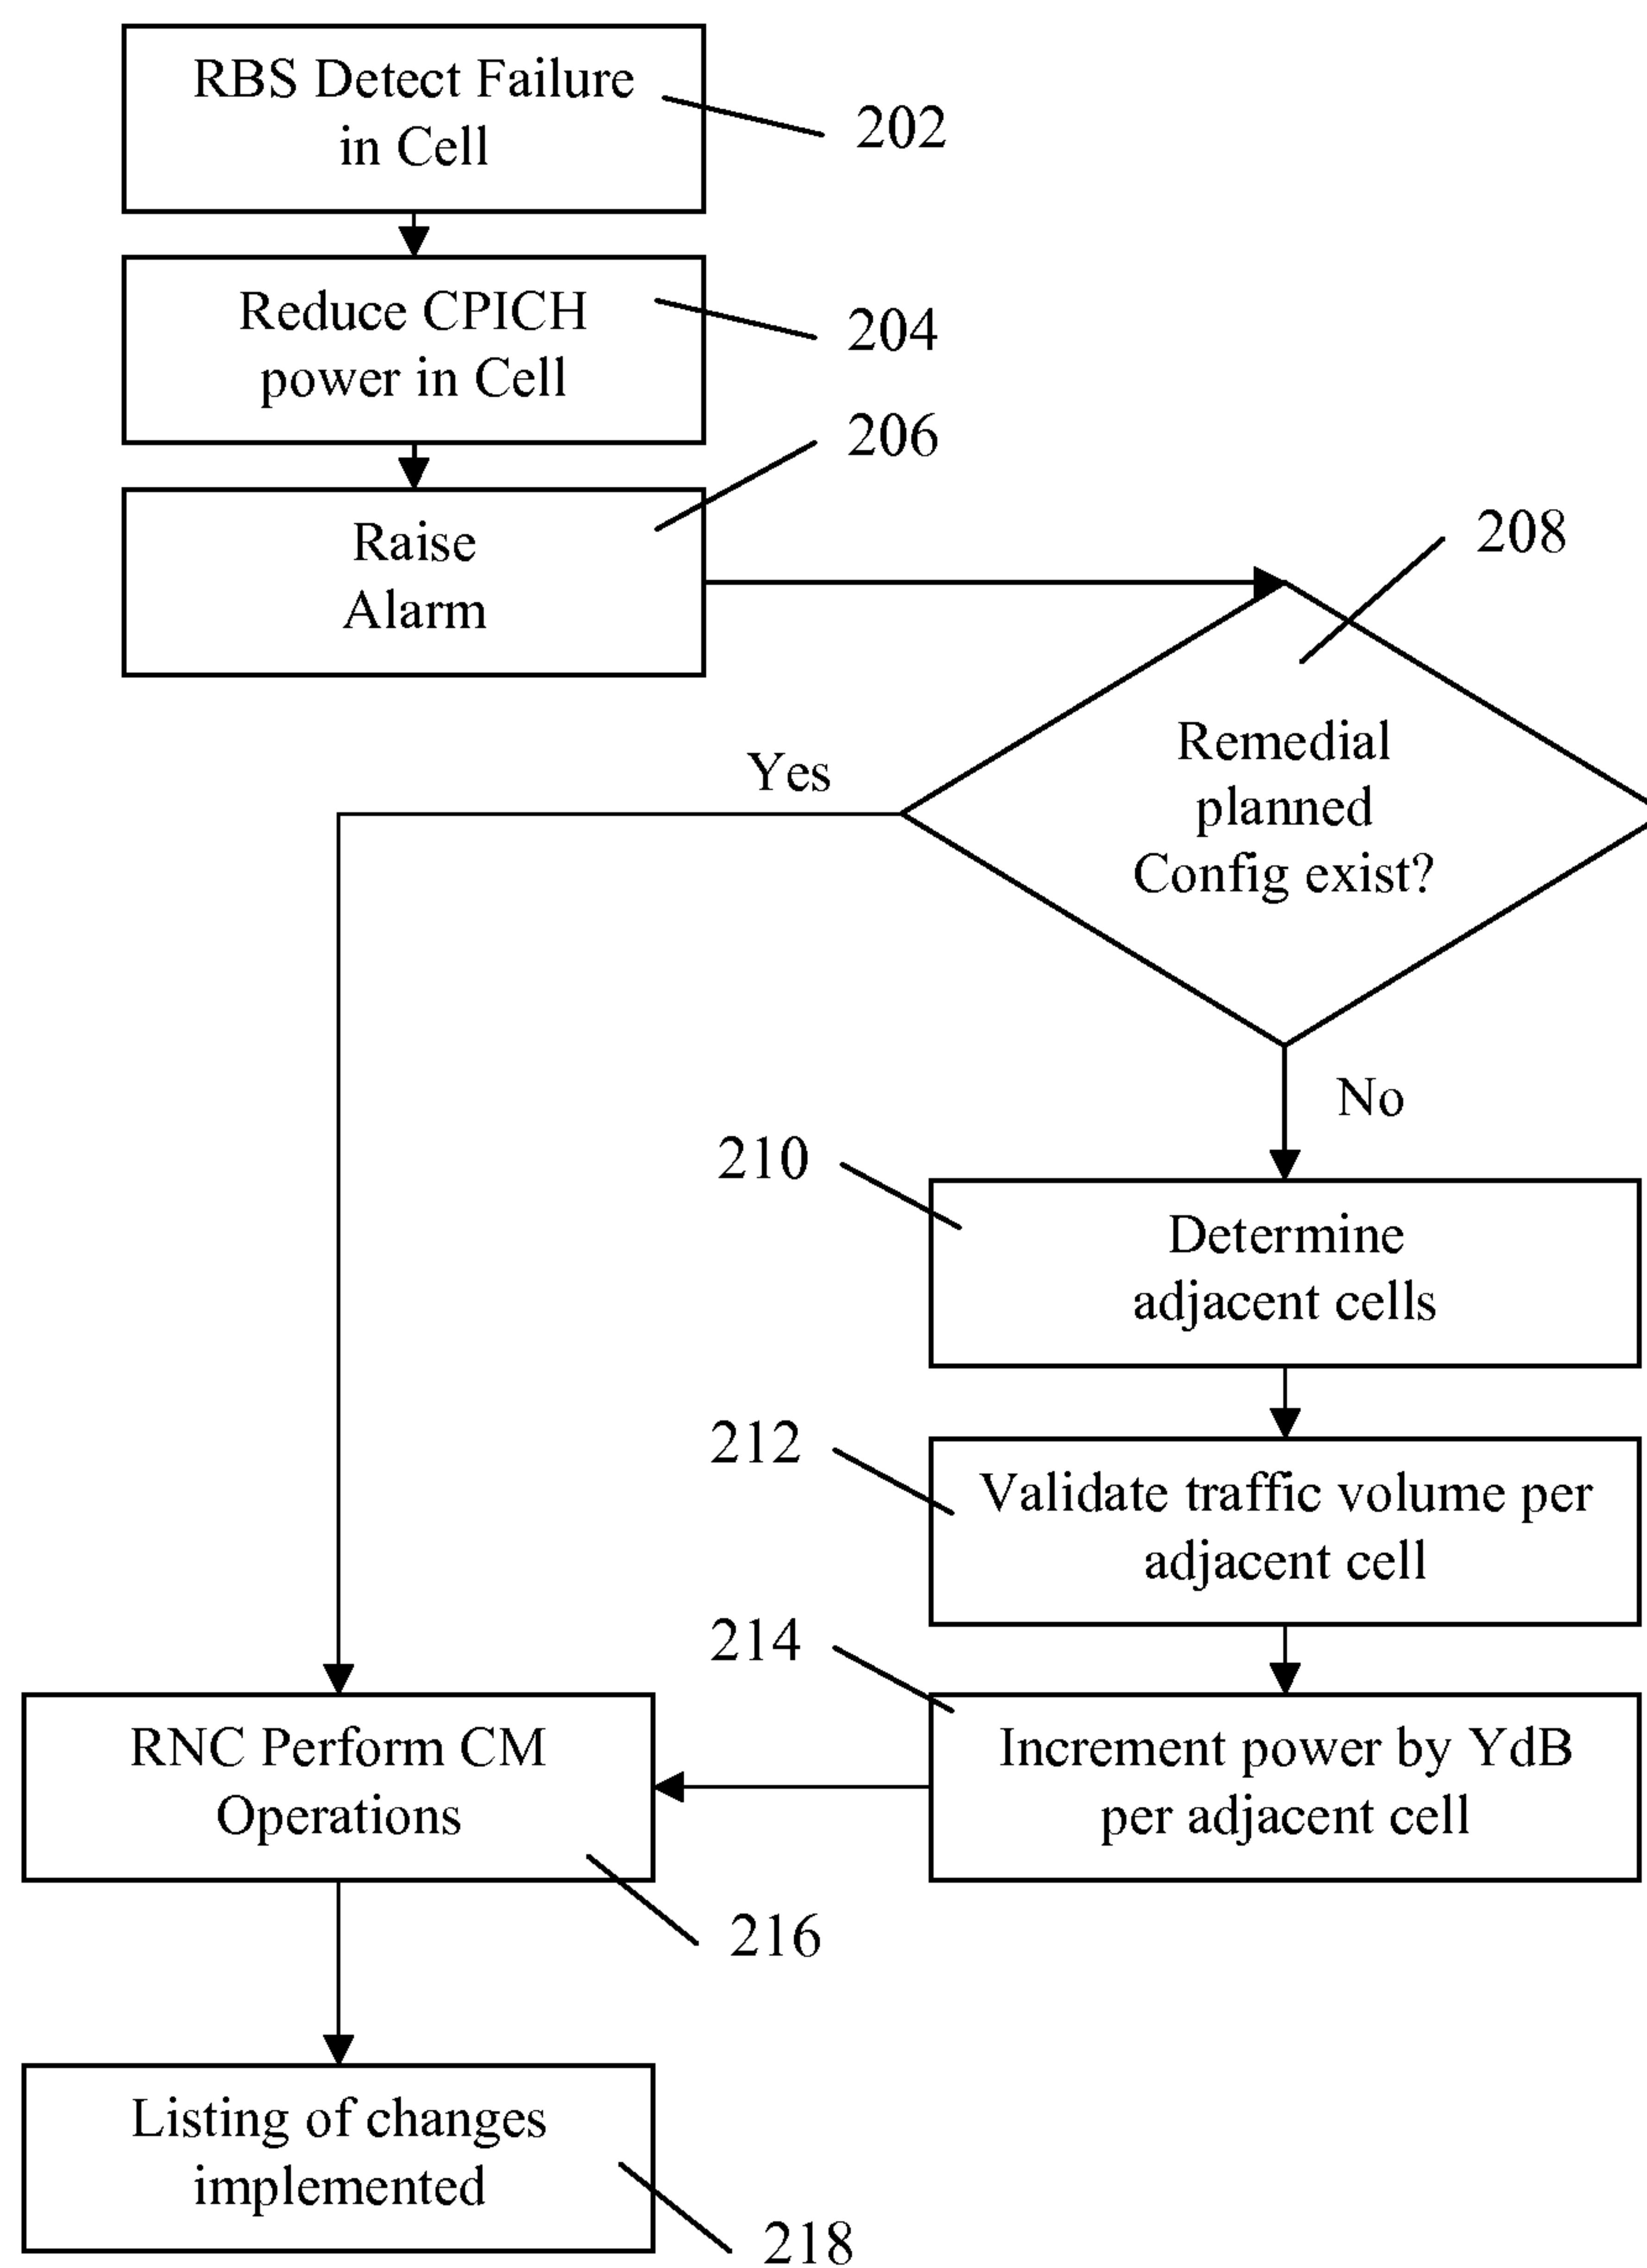 RBS Detect Failure
in Cell
202
Reduce CPICH
power in Cell
204
206
Raise
Alarm
208
Remedial
planned
Config exist?
Yes
No
210
Determine
adjacent cells
212
Validate traffic volume per
adjacent cell
214
Increment power by YdB
per adjacent cell
RNC Perform CM
Operations
216
Listing of changes
implemented
218